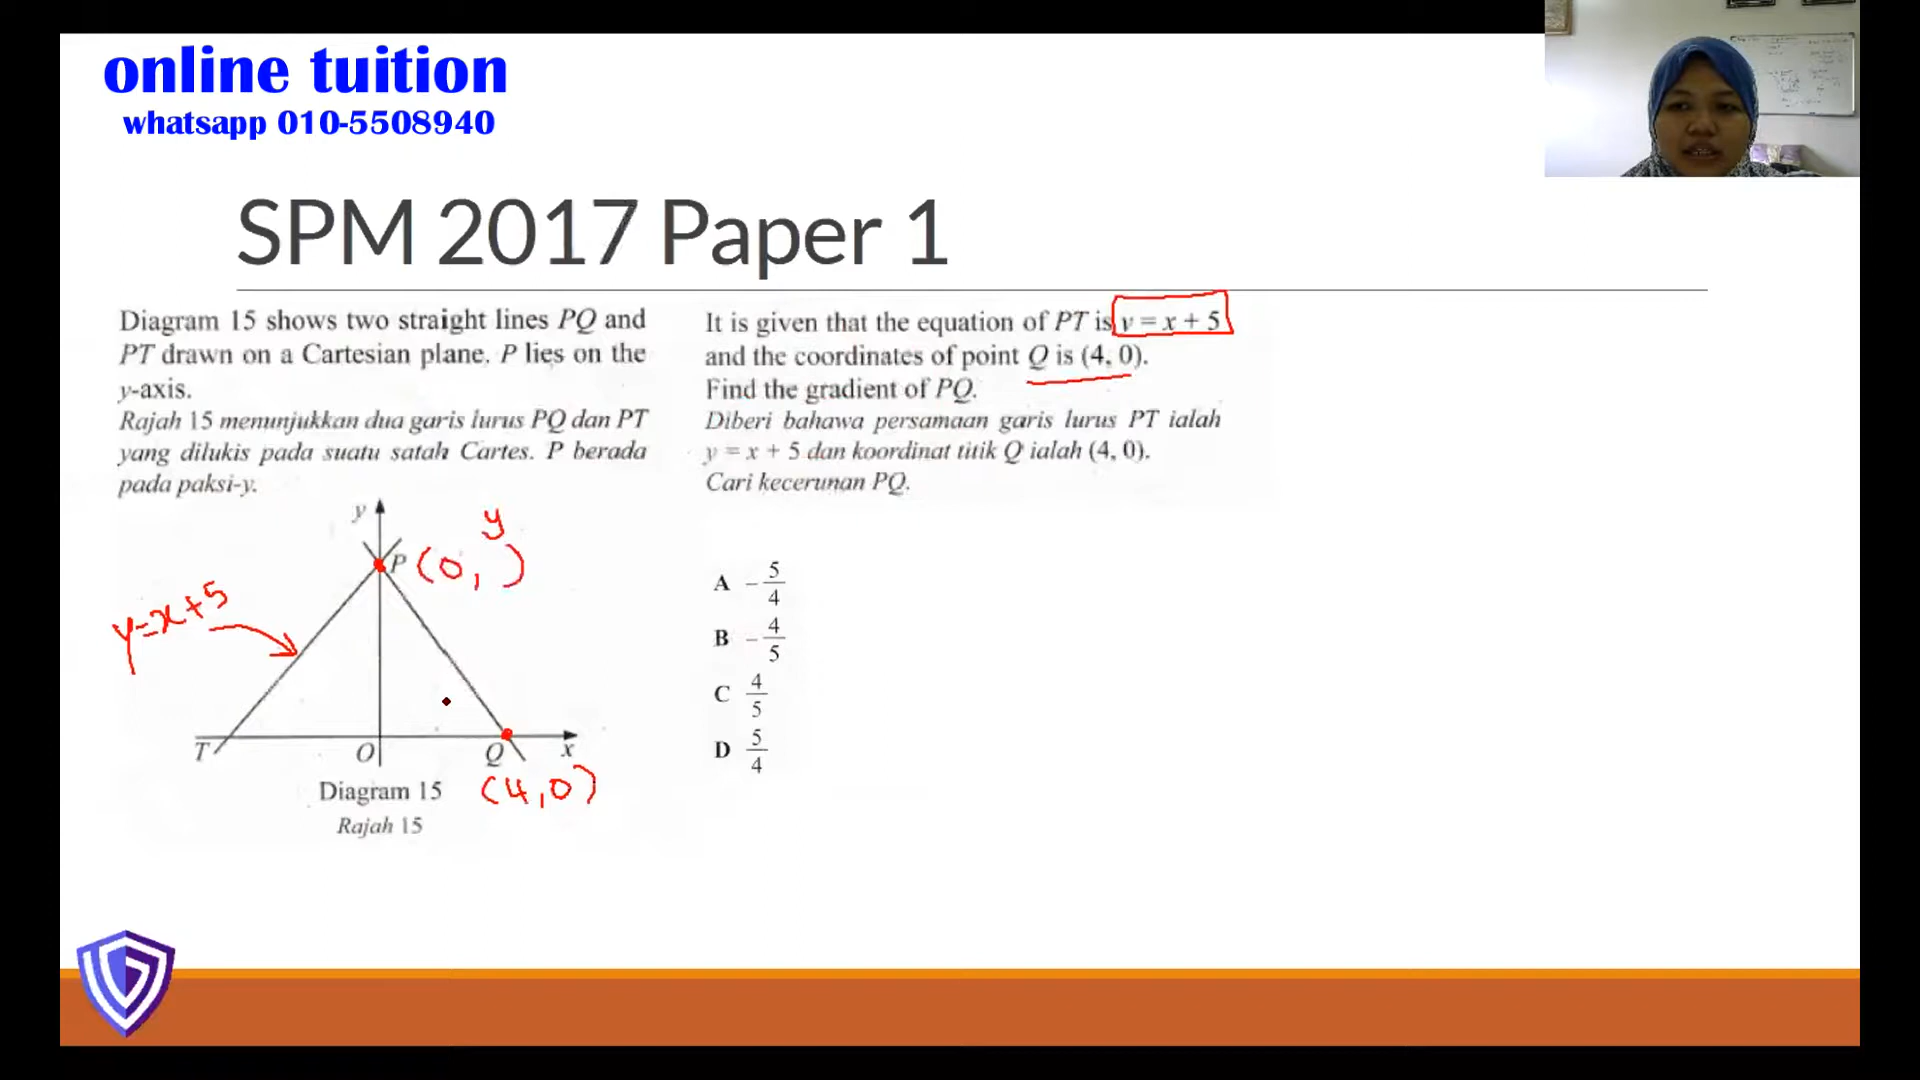 online tuition
whatsapp 010-5508940
SPM 2017 Paper 1
Diagram 15 shows two straight lines PQ and
PT drawn on a Cartesian plane. P lies on the
y-axis.
Rajah 15 menunjukkan dua garis lurus PQ dan PT
yang dilukis pada suatu satah Cartes. P berada
pada paksi-y.
y
P (0, )
y
y=x+5
T
O
Q
x
(4,0)
Diagram 15
Rajah 15
It is given that the equation of PT is y = x + 5
and the coordinates of point Q is (4, 0).
Find the gradient of PQ.
Diberi bahawa persamaan garis lurus PT ialah
y = x + 5 dan koordinat titik Q ialah (4, 0).
Cari kecerunan PQ.
A -5/4
B -4/5
C 4/5
D 5/4